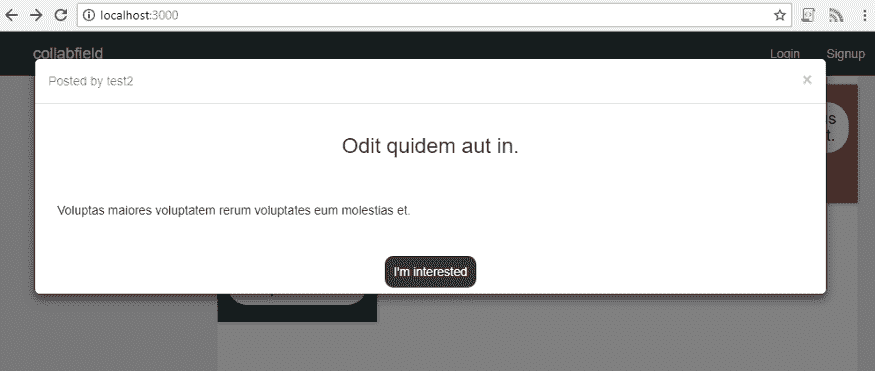 localhost:3000
collabfield
Login Signup
Posted by test2 ×
Odit quidem aut in.
Voluptas maiores voluptatem rerum voluptates eum molestias et.
I'm interested